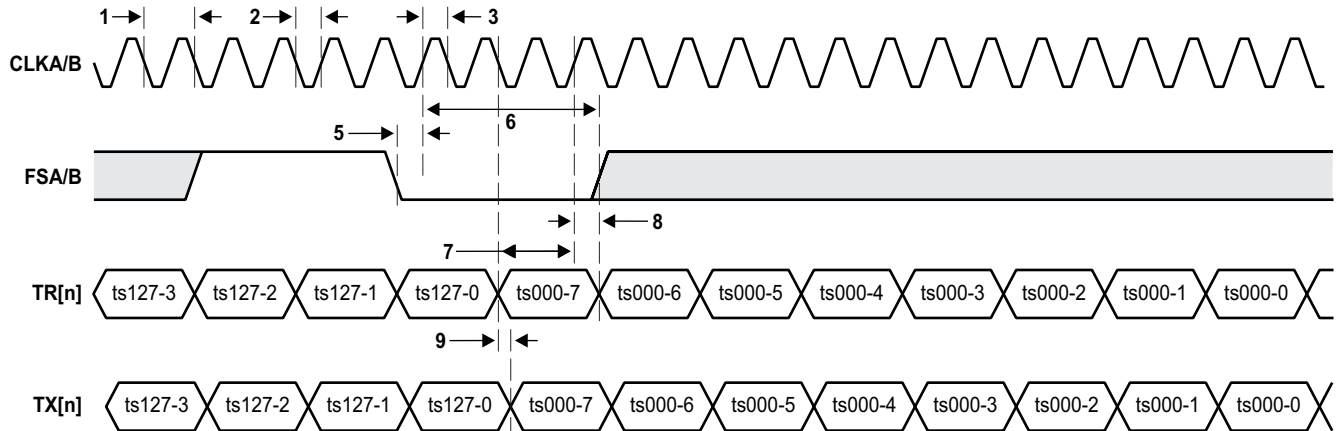 1 2 3
CLKA/B
6
5
FSA/B
8
7
TR[n] ts127-3 ts127-2 ts127-1 ts127-0 ts000-7 ts000-6 ts000-5 ts000-4 ts000-3 ts000-2 ts000-1 ts000-0
9
TX[n] ts127-3 ts127-2 ts127-1 ts127-0 ts000-7 ts000-6 ts000-5 ts000-4 ts000-3 ts000-2 ts000-1 ts000-0